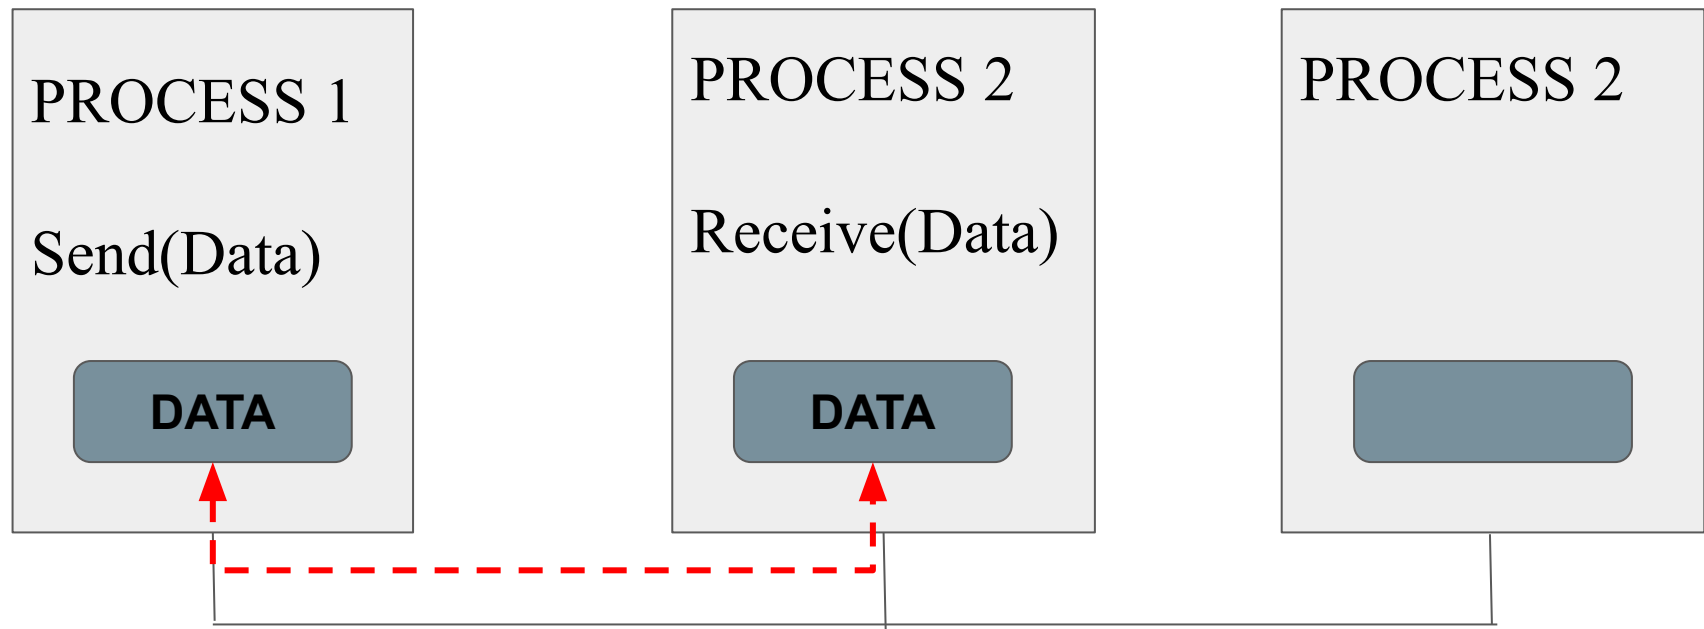 PROCESS 1
Send(Data)
DATA
PROCESS 2
Receive(Data)
DATA
PROCESS 2